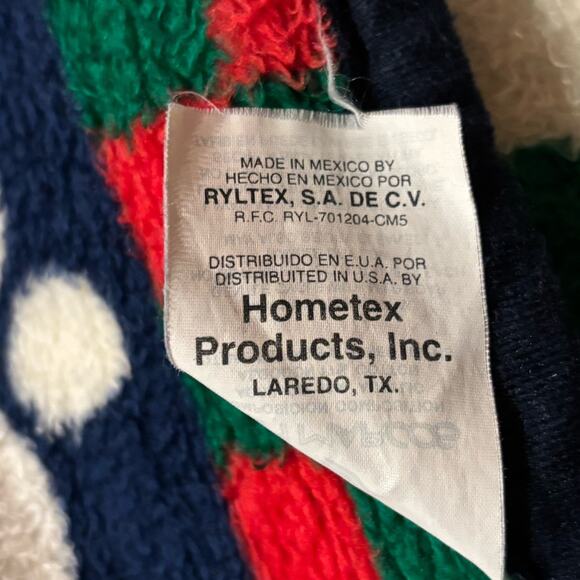 MADE IN MEXICO BY
HECHO EN MEXICO POR
RYLTEX, S.A. DE C.V.
R.F.C. RYL-701204-CM5
DISTRIBUIDO EN E.U.A. POR
DISTRIBUITED IN U.S.A. BY
Hometex
Products, Inc.
LAREDO, TX.